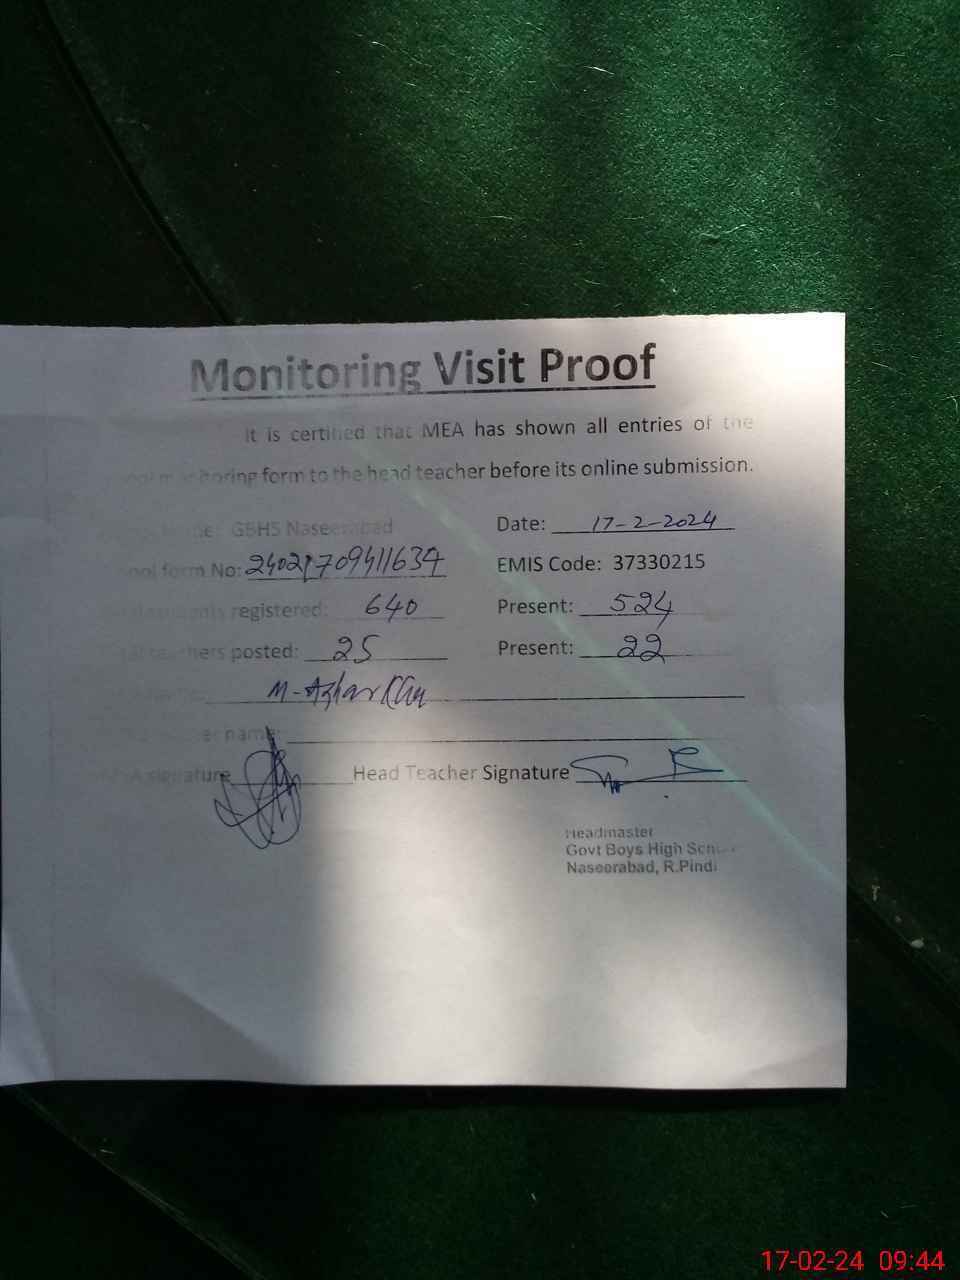 Monitoring Visit Proof
It is certified that MEA has shown all entries of the
monitoring form to the head teacher before its online submission.
GBHS Naseerabad Date: 17-2-2024
form No: EMIS Code: 37330215
registered: 640 Present: 524
teachers posted: 25 Present: 22
M-Azhar
name:
signature Head Teacher Signature
Headmaster
Govt Boys High
Naseerabad, R.Pindi
17-02-24 09:44